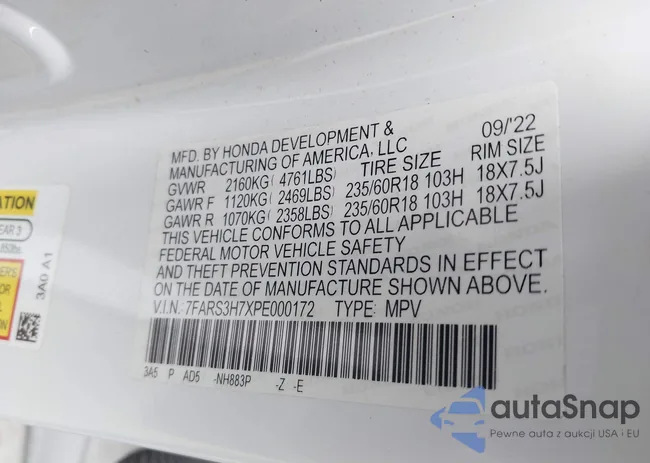 MFD. BY HONDA DEVELOPMENT & 09/'22
MANUFACTURING OF AMERICA, LLC
GVWR 2160KG( 4761LBS) TIRE SIZE RIM SIZE
GAWR F 1120KG( 2469LBS) 235/60R18 103H 18X7.5J
GAWR R 1070KG( 2358LBS) 235/60R18 103H 18X7.5J
THIS VEHICLE CONFORMS TO ALL APPLICABLE
FEDERAL MOTOR VEHICLE SAFETY
AND THEFT PREVENTION STANDARDS IN EFFECT
ON THE DATE OF MANUFACTURE SHOWN ABOVE.
V.I.N. 7FARS3H7XPE000172 TYPE: MPV
3A5 P AD5 -NH883P -Z -E
3A0 A1
autaSnap
Pewne auta z aukcji USA i EU